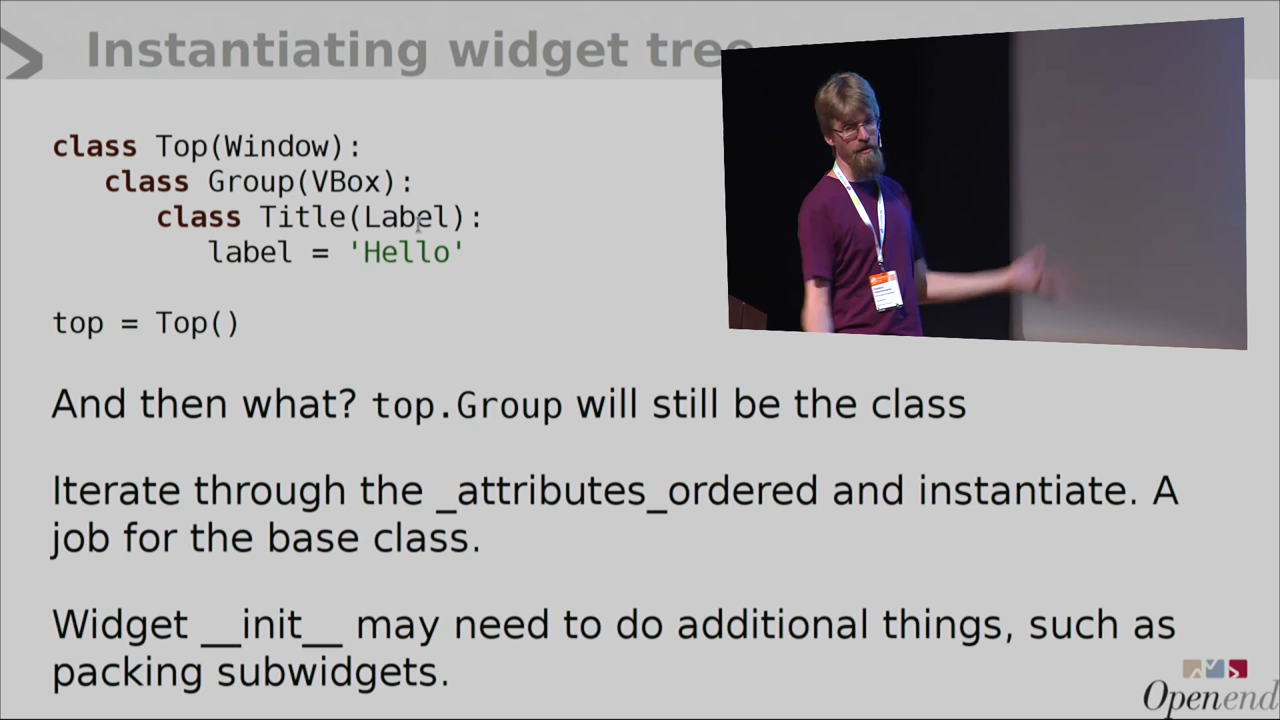 Instantiating widget tree
class Top(Window):
class Group(VBox):
class Title(Label):
label = 'Hello'
top = Top()
And then what? top.Group will still be the class
Iterate through the _attributes_ordered and instantiate. A
job for the base class.
Widget __init__ may need to do additional things, such as
packing subwidgets.
Openend